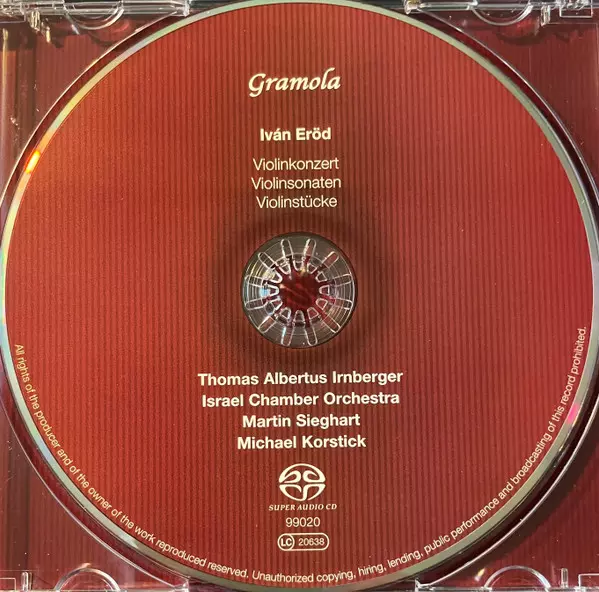 Gramola
Iván Eröd
Violinkonzert
Violinsonaten
Violinstücke
Thomas Albertus Irnberger
Israel Chamber Orchestra
Martin Sieghart
Michael Korstick
SUPER AUDIO CD
99020
LC 20638
All rights of the producer and of the owner of the work reproduced reserved. Unauthorized copying, hiring, lending, public performance and broadcasting of this record prohibited.